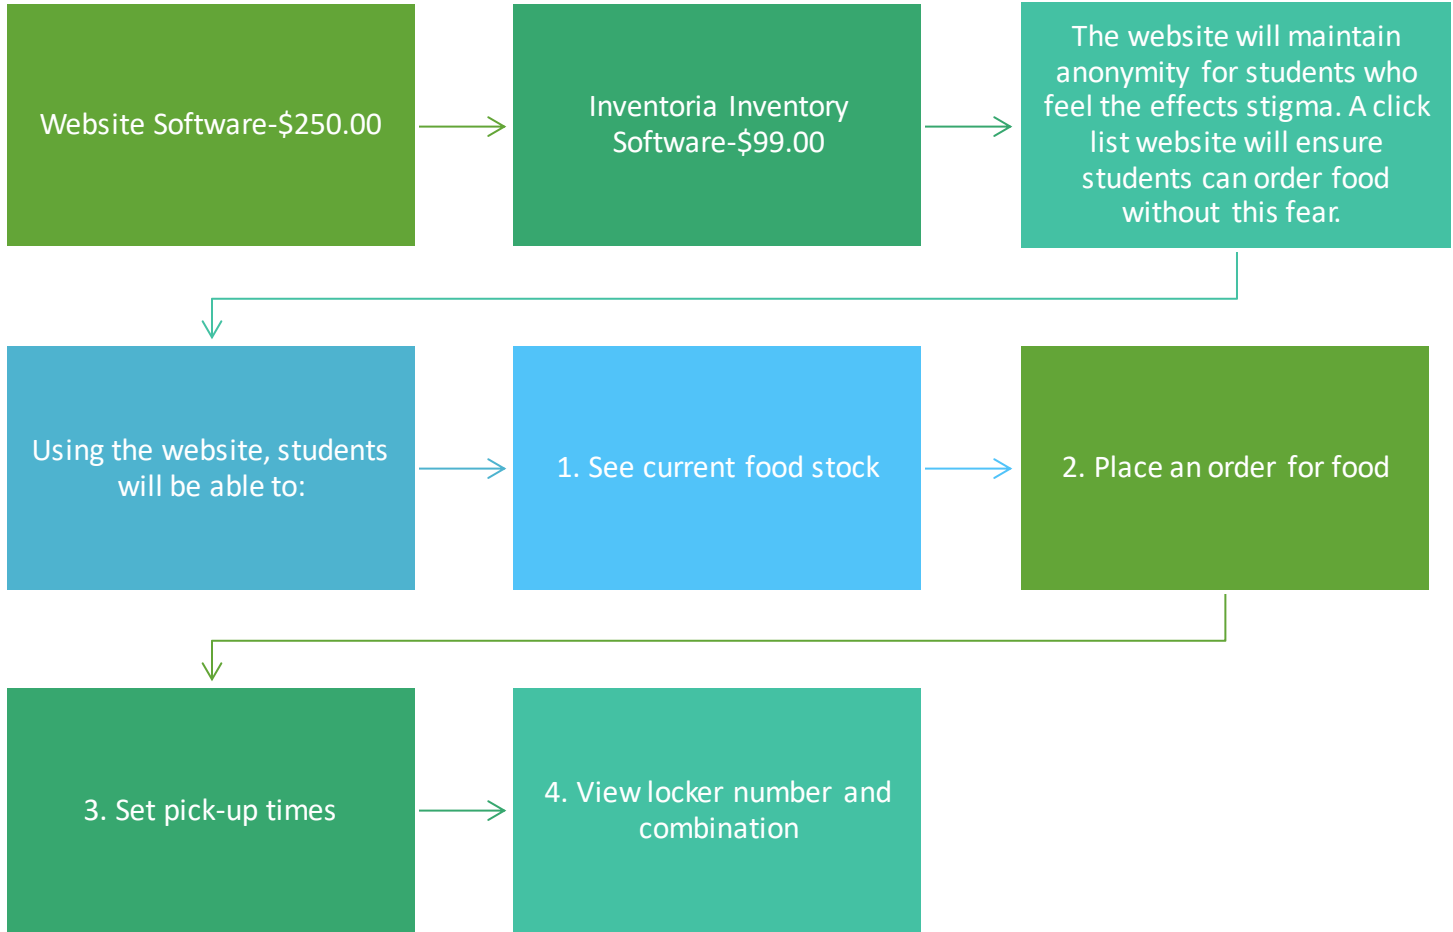 Website Software-$250.00
Inventoria Inventory
Software-$99.00
The website will maintain
anonymity for students who
feel the effects stigma. A click
list website will ensure
students can order food
without this fear.
Using the website, students
will be able to:
1. See current food stock
2. Place an order for food
3. Set pick-up times
4. View locker number and
combination